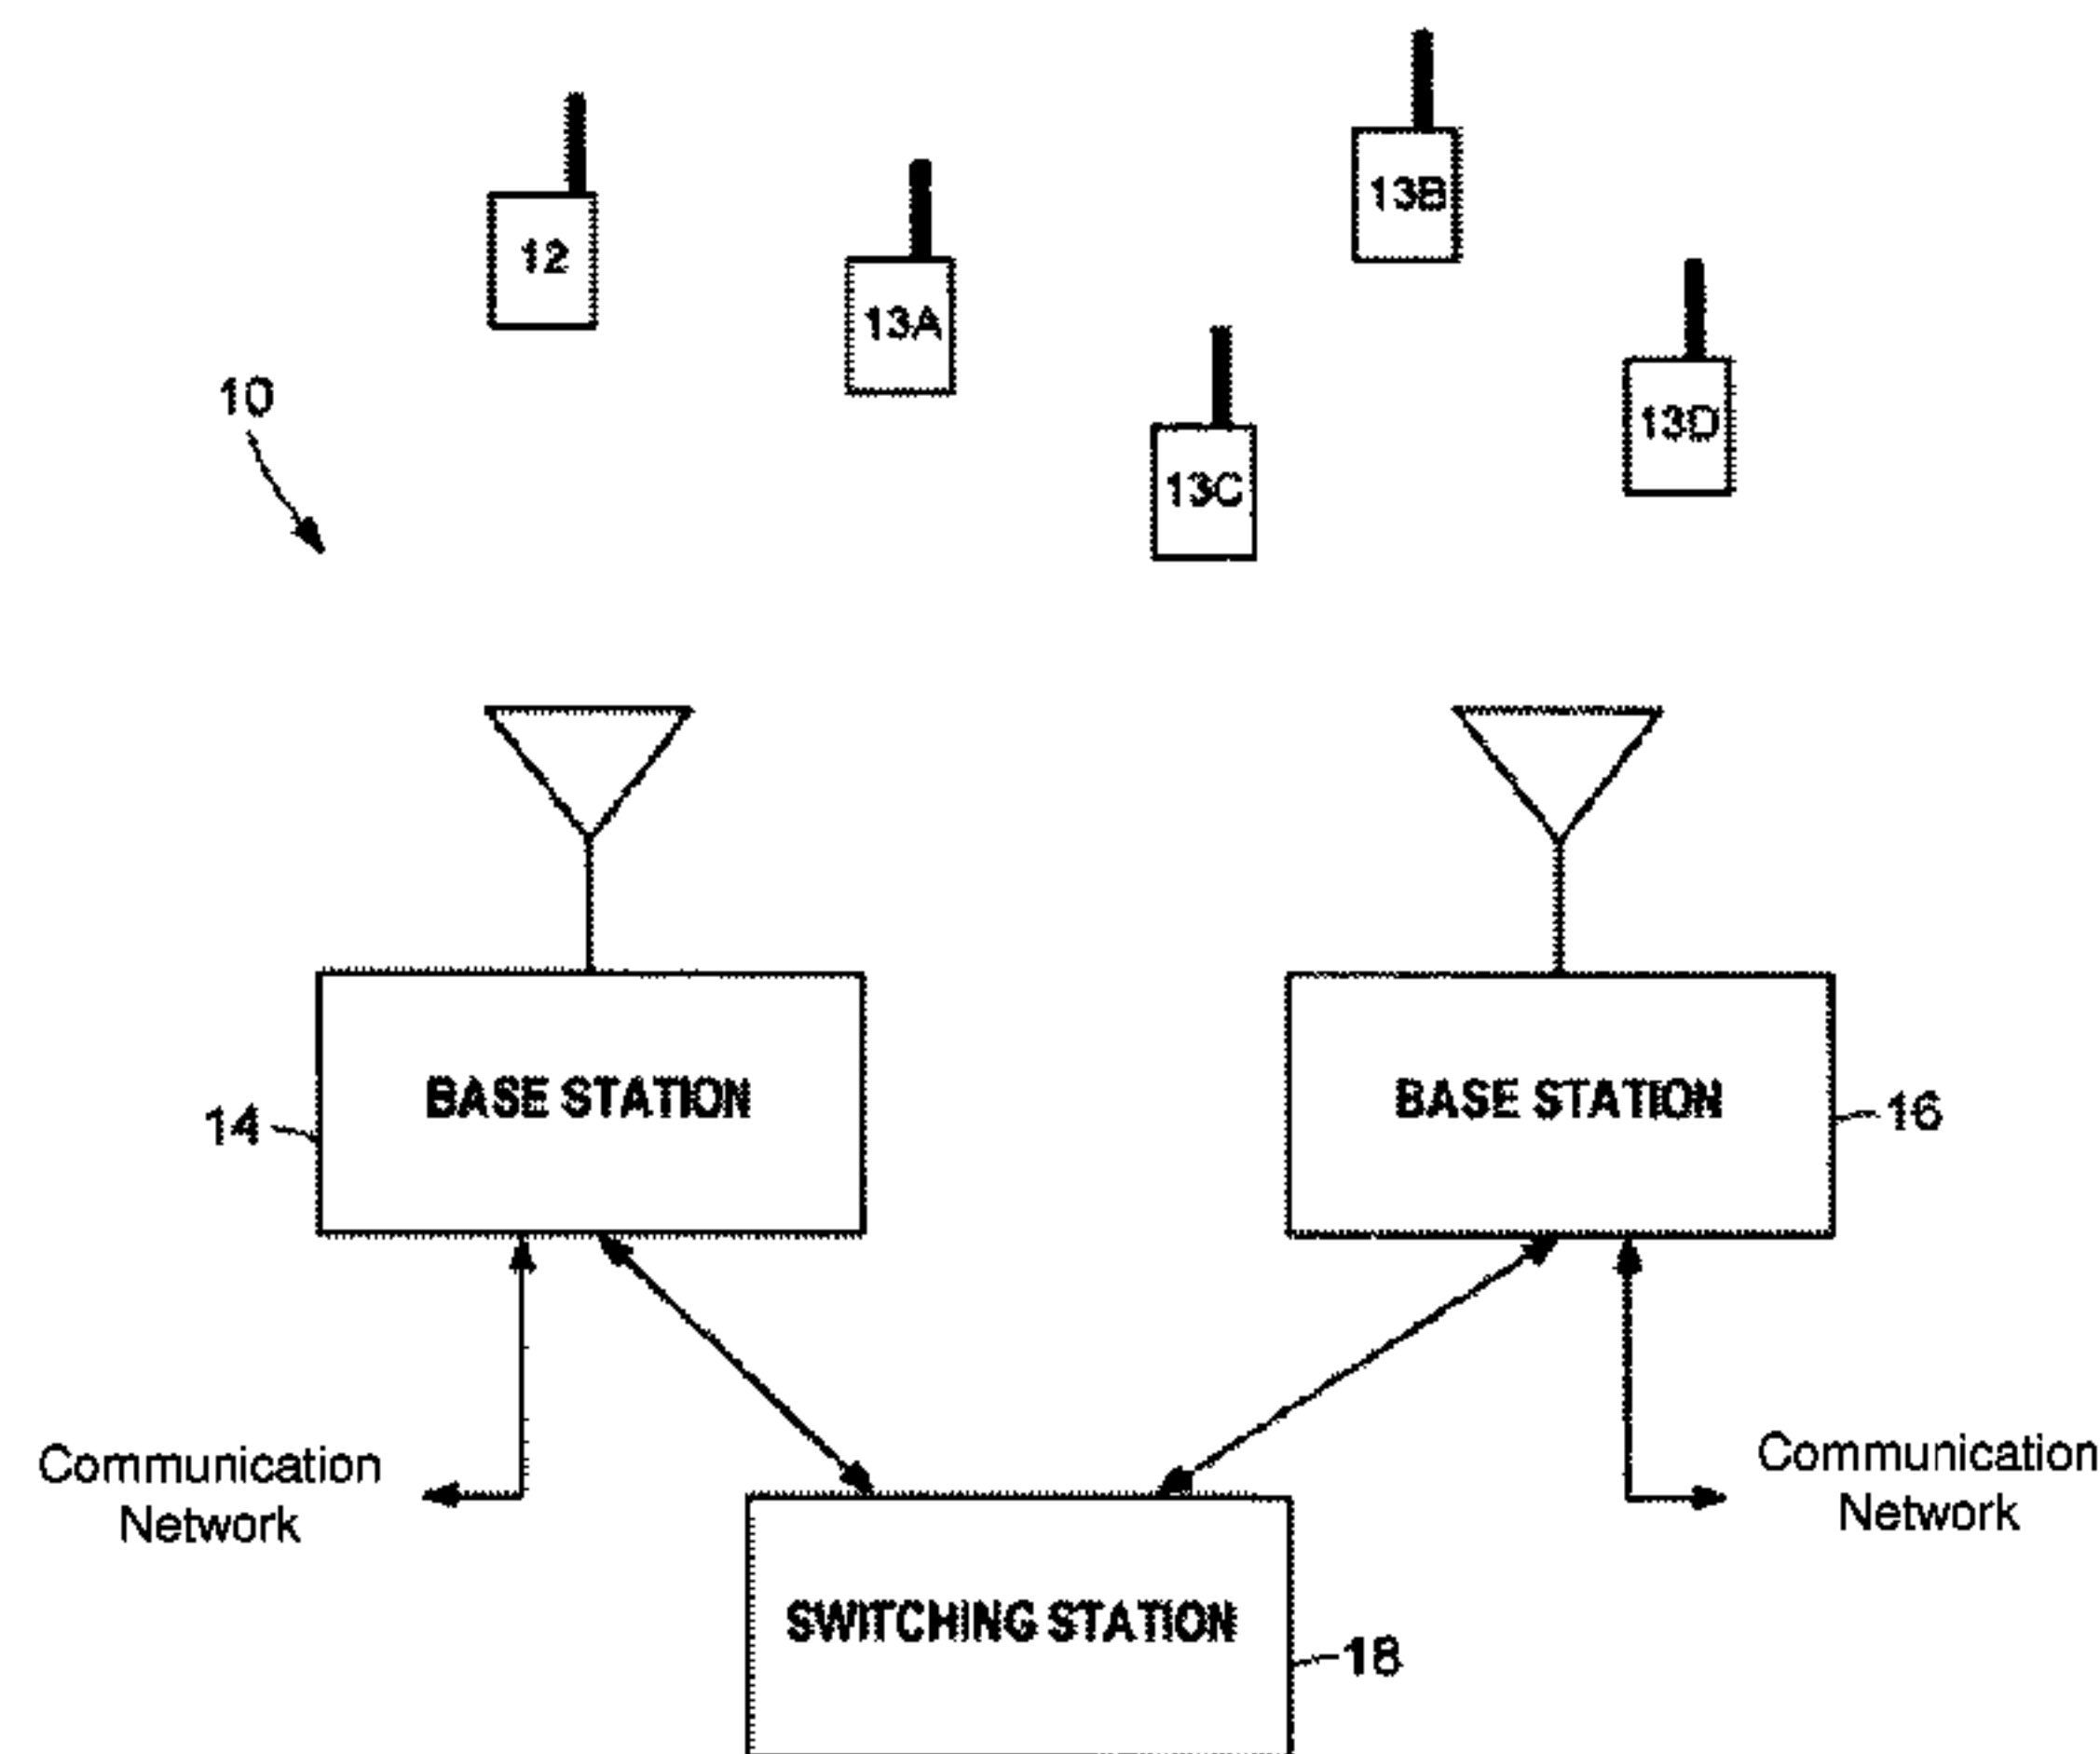 13B
12
13A
10
13D
13C
BASE STATION
BASE STATION
14
16
Communication
Network
Communication
Network
SWITCHING STATION
18